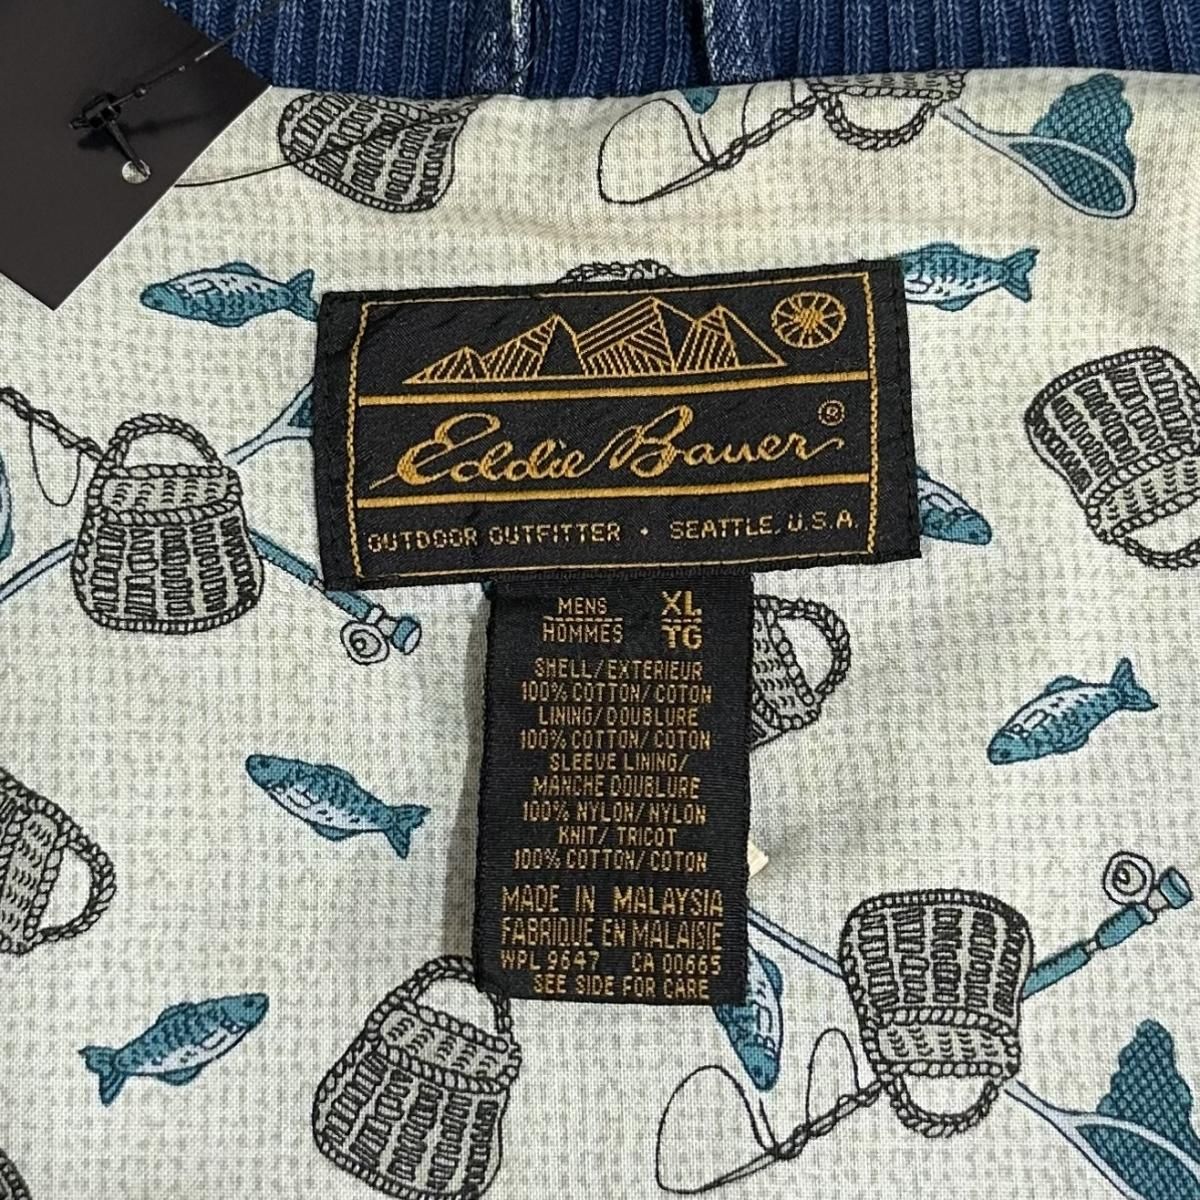 Eddie Bauer®
OUTDOOR OUTFITTER • SEATTLE, U.S.A.
MENS XL
HOMMES TG
SHELL/EXTERIEUR
100% COTTON/COTON
LINING/DOUBLURE
100% COTTON/COTON
SLEEVE LINING/
MANCHE DOUBLURE
100% NYLON/NYLON
KNIT/TRICOT
100% COTTON/COTON
MADE IN MALAYSIA
FABRIQUE EN MALAISIE
WPL 9647 CA 00665
SEE SIDE FOR CARE